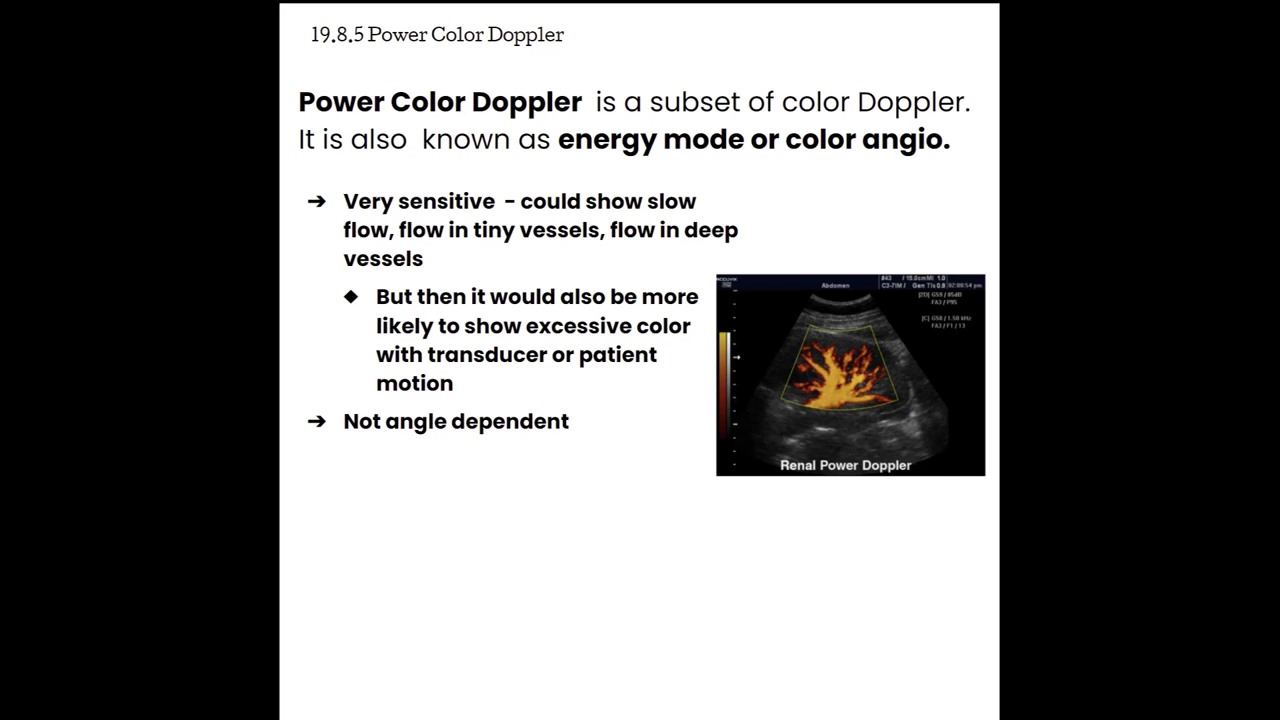 19.8.5 Power Color Doppler
Power Color Doppler is a subset of color Doppler.
It is also known as energy mode or color angio.
➔ Very sensitive - could show slow
flow, flow in tiny vessels, flow in deep
vessels
◆ But then it would also be more
likely to show excessive color
with transducer or patient
motion
➔ Not angle dependent
Abdomen
Renal Power Doppler